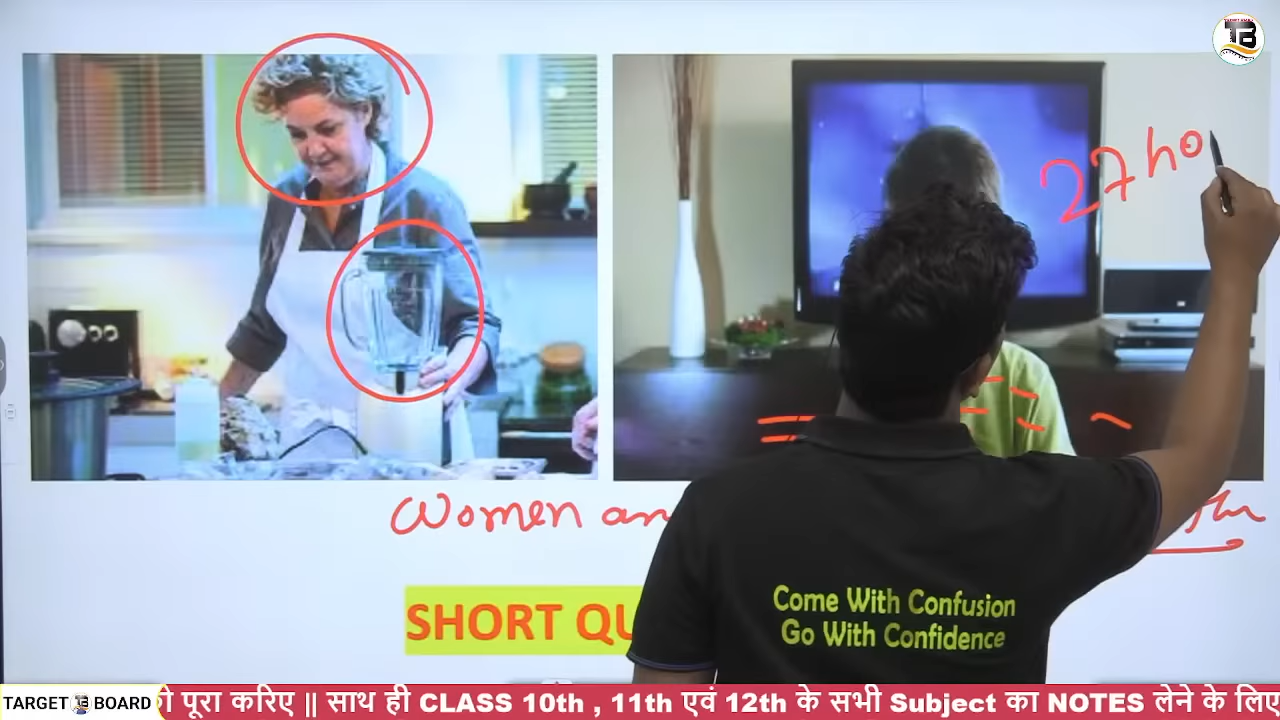 TB
27 ho
Women an
SHORT QU
Come With Confusion
Go With Confidence
TARGET BOARD
पूरा करिए || साथ ही CLASS 10th , 11th एवं 12th के सभी Subject का NOTES लेने के लिए